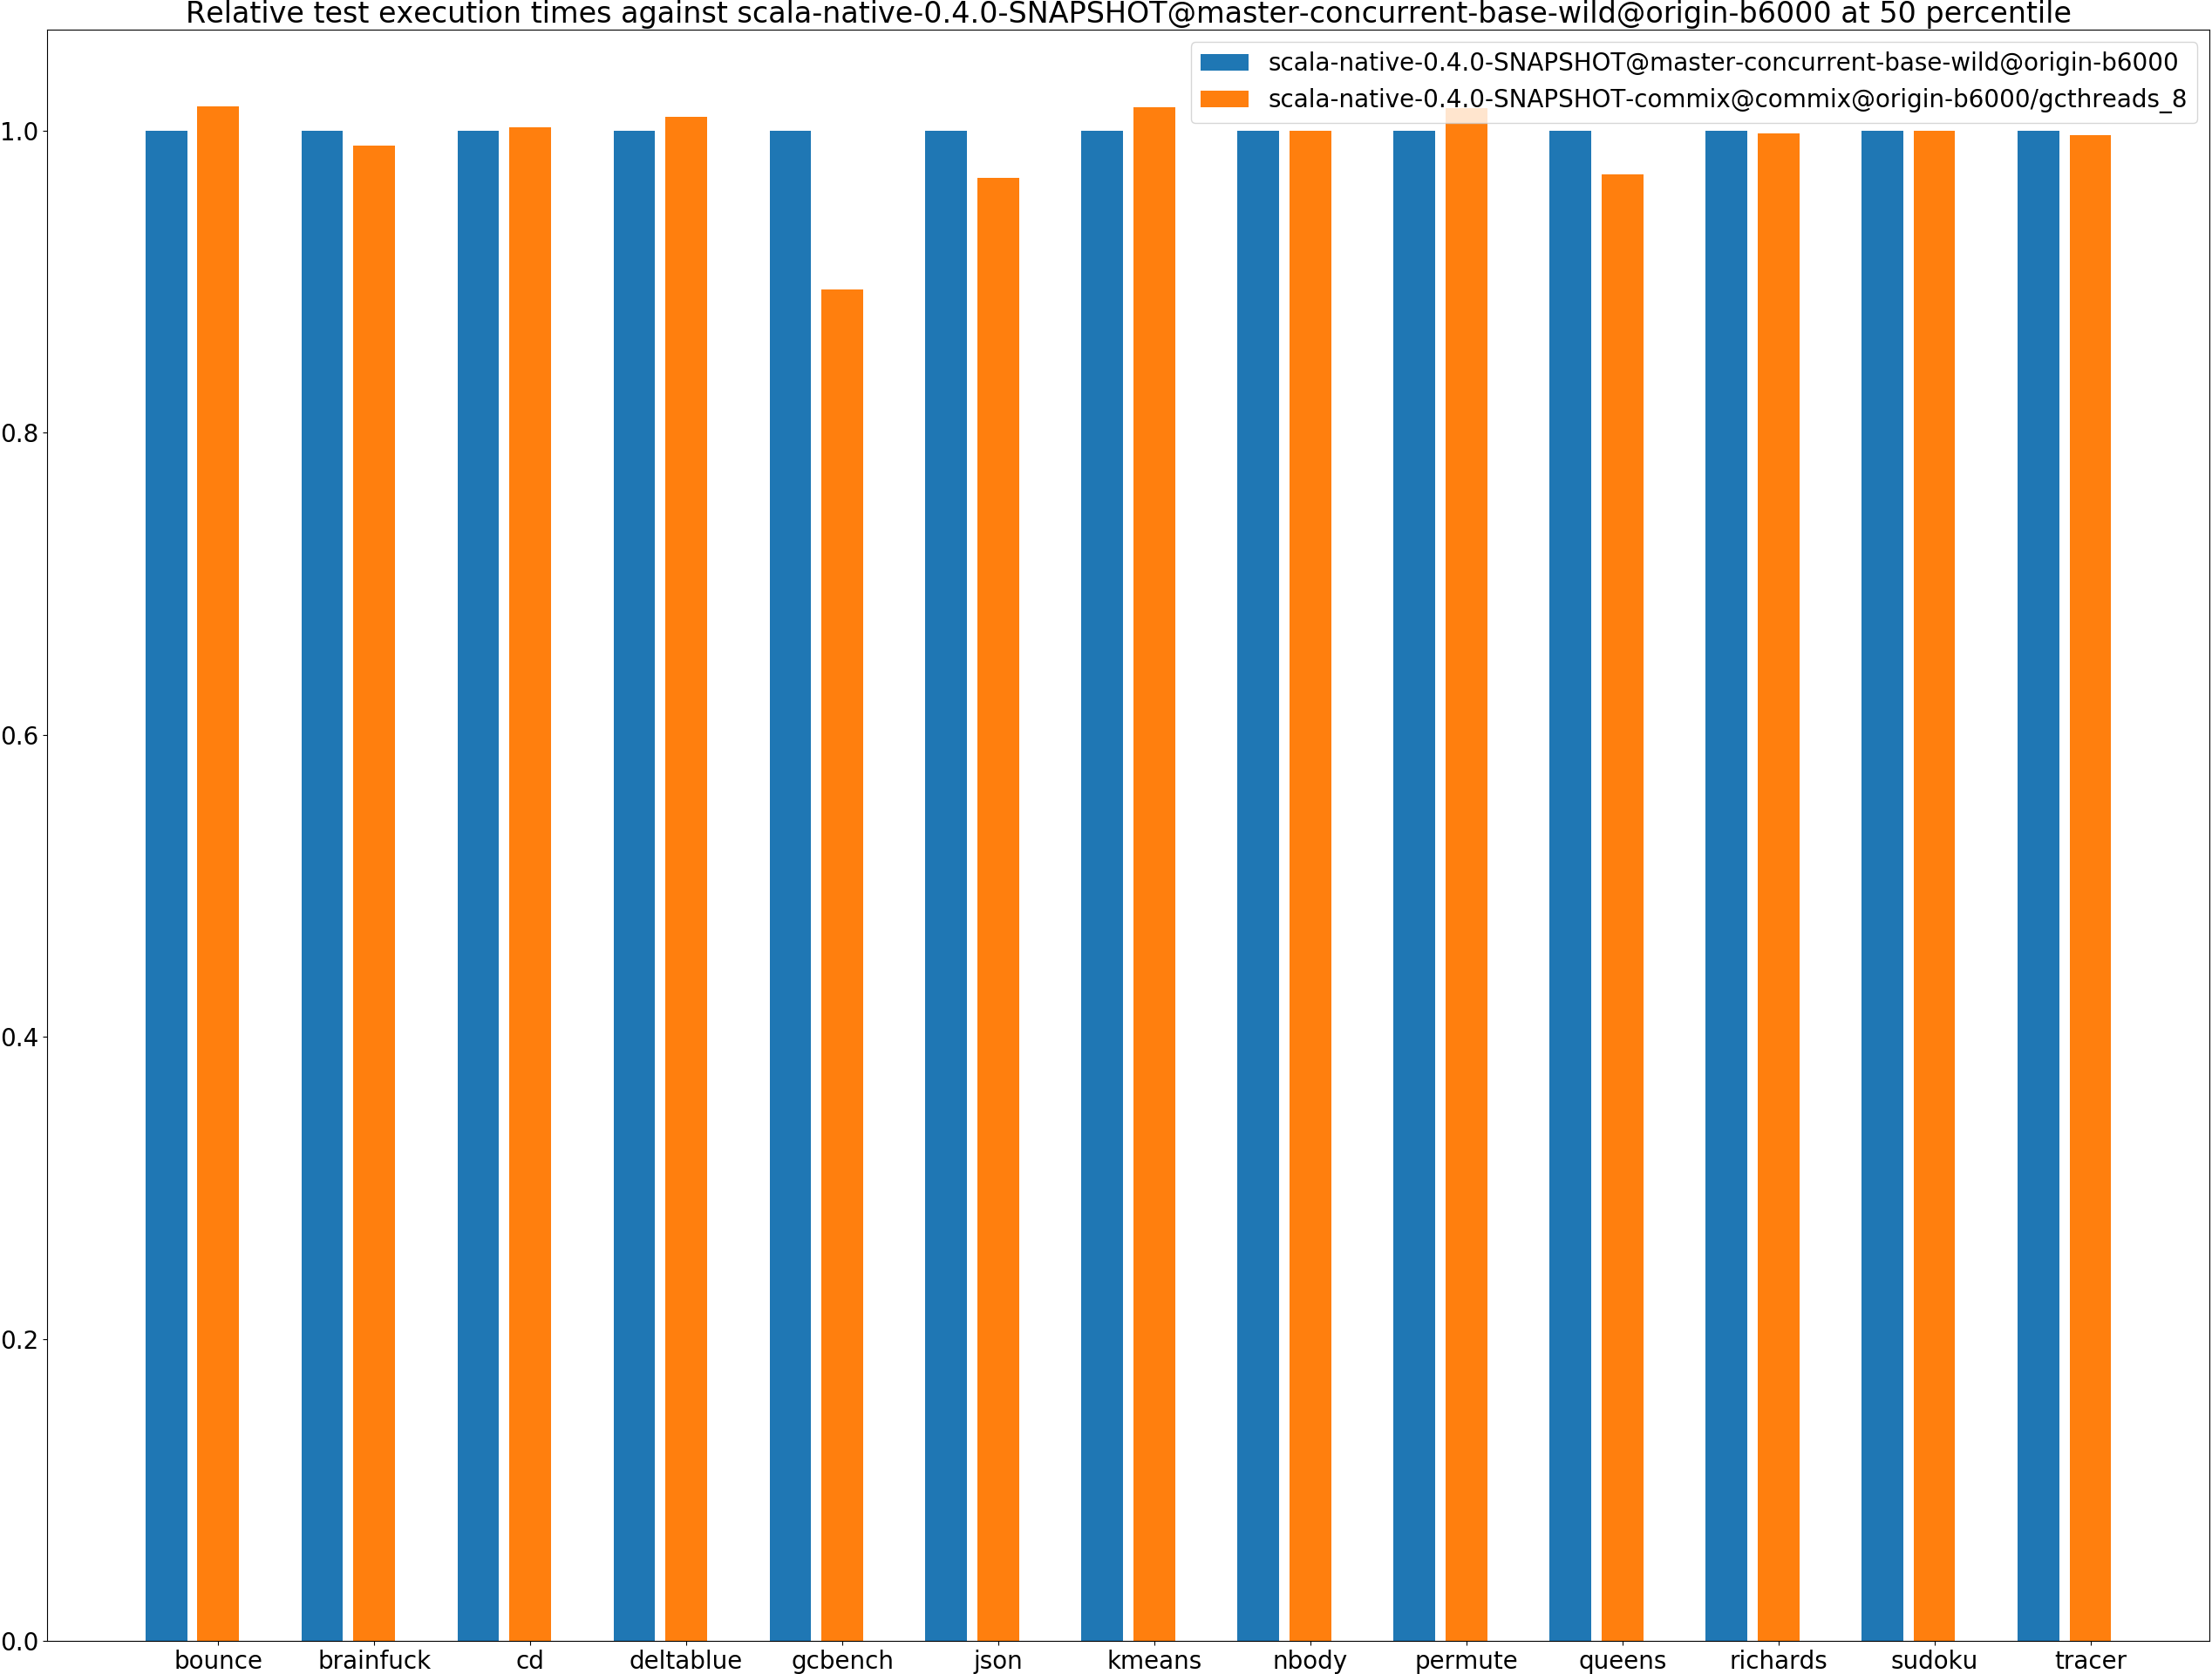 Relative test execution times against scala-native-0.4.0-SNAPSHOT@master-concurrent-base-wild@origin-b6000 at 50 percentile
scala-native-0.4.0-SNAPSHOT@master-concurrent-base-wild@origin-b6000
scala-native-0.4.0-SNAPSHOT-commix@commix@origin-b6000/gcthreads_8
1.0
0.8
0.6
0.4
0.2
0.0
bounce brainfuck cd deltablue gcbench json kmeans nbody permute queens richards sudoku tracer